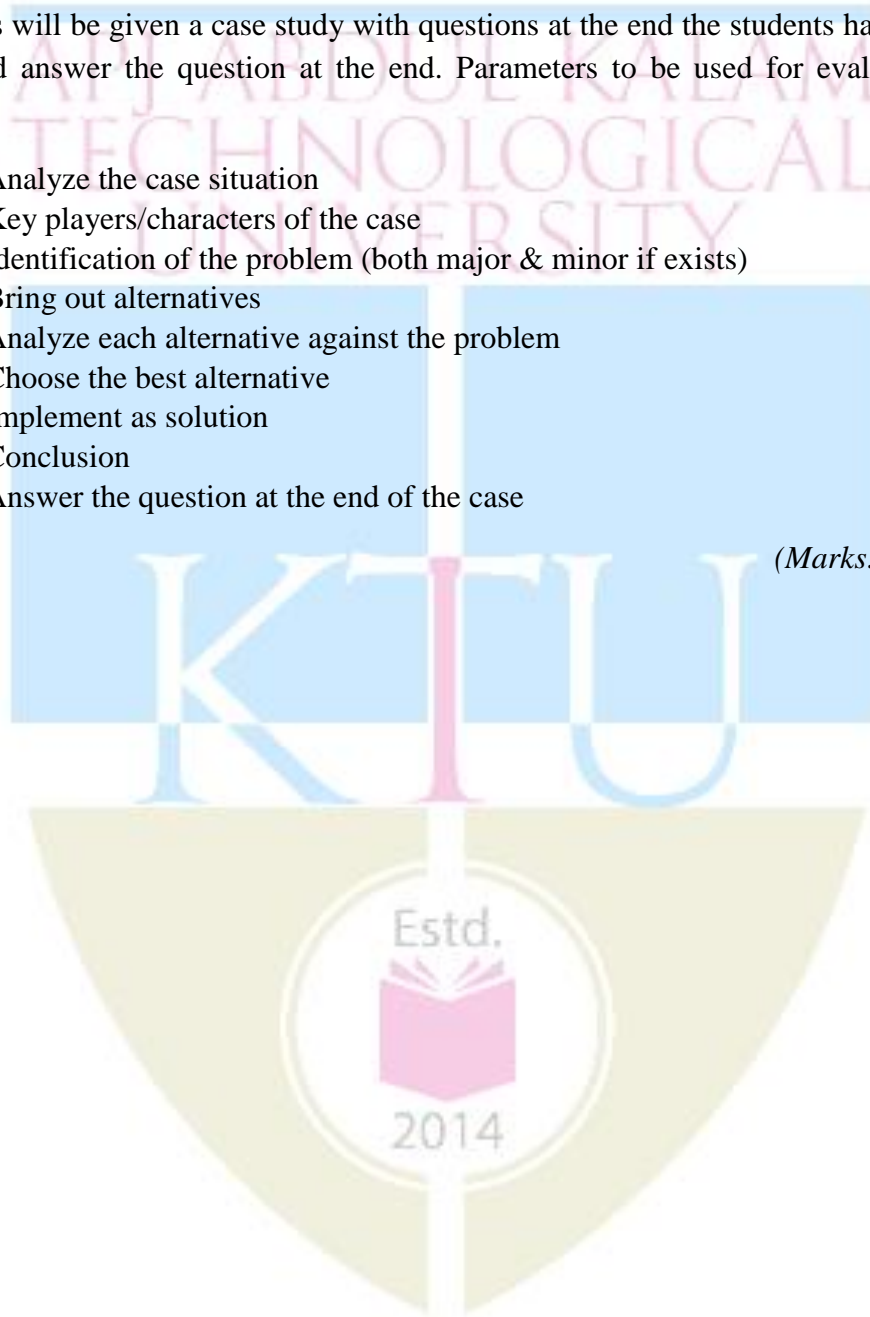 s will be given a case study with questions at the end the students ha
d answer the question at the end. Parameters to be used for eval
APJ ABDUL KALAM
TECHNOLOGICAL
UNIVERSITY
Analyze the case situation
Key players/characters of the case
dentification of the problem (both major & minor if exists)
Bring out alternatives
Analyze each alternative against the problem
Choose the best alternative
mplement as solution
Conclusion
Answer the question at the end of the case
(Marks.
KTU
Estd.
2014